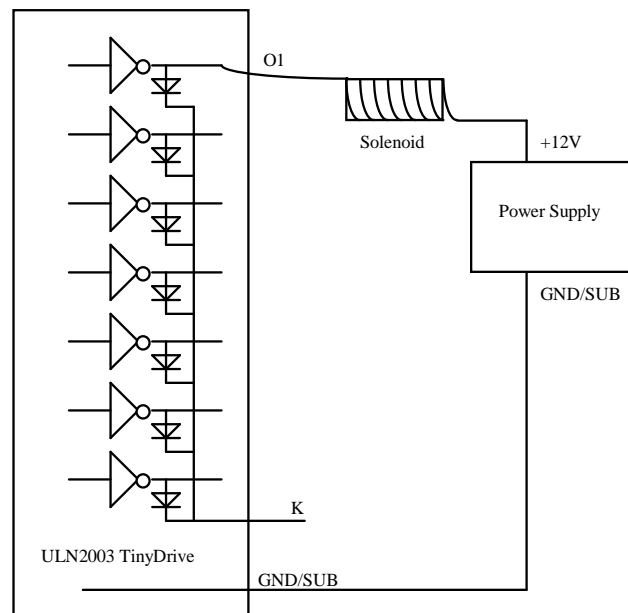 O1
Solenoid
+12V
Power Supply
GND/SUB
K
ULN2003 TinyDrive
GND/SUB